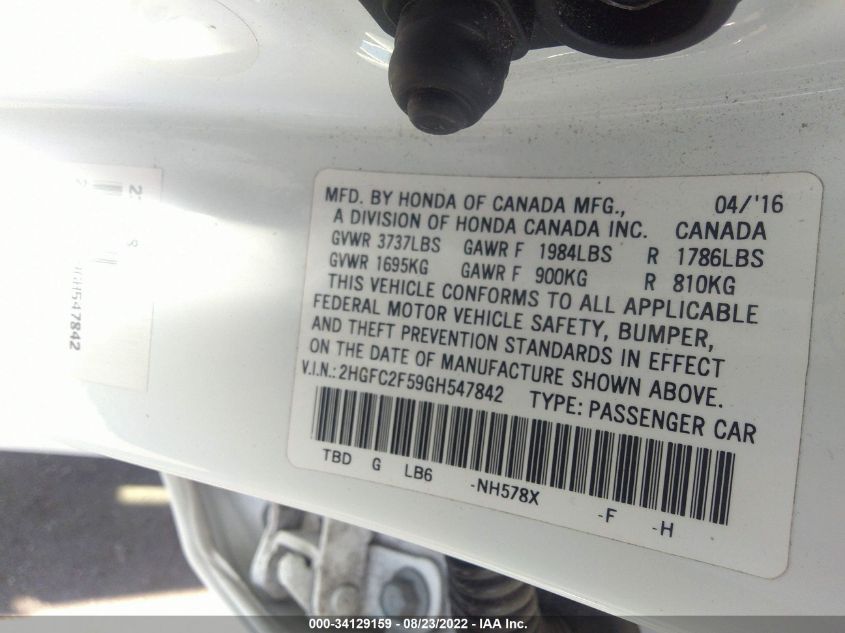 MFD. BY HONDA OF CANADA MFG., 04/'16
A DIVISION OF HONDA CANADA INC. CANADA
GVWR 3737LBS GAWR F 1984LBS R 1786LBS
GVWR 1695KG GAWR F 900KG R 810KG
THIS VEHICLE CONFORMS TO ALL APPLICABLE
FEDERAL MOTOR VEHICLE SAFETY, BUMPER,
AND THEFT PREVENTION STANDARDS IN EFFECT
ON THE DATE OF MANUFACTURE SHOWN ABOVE.
V.I.N.: 2HGFC2F59GH547842 TYPE: PASSENGER CAR
TBD G LB6 -NH578X -F -H
000-34129159 - 08/23/2022 - IAA Inc.